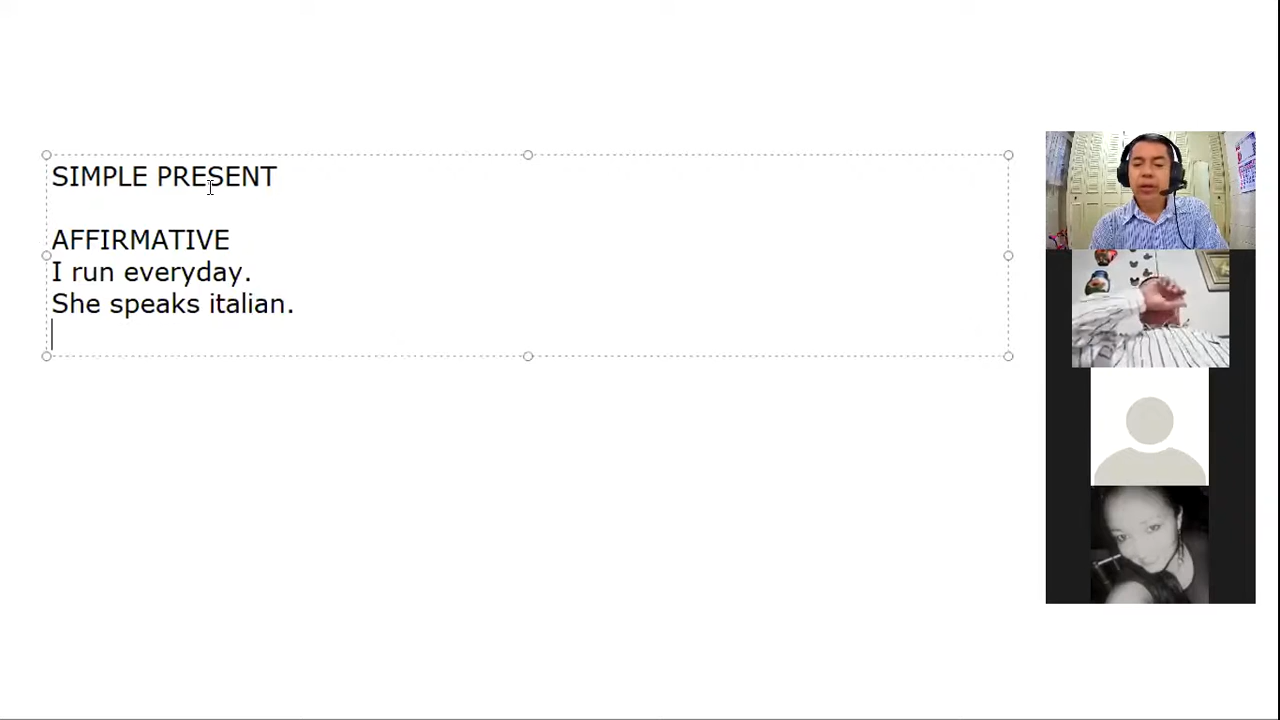 SIMPLE PRESENT
AFFIRMATIVE
I run everyday.
She speaks italian.